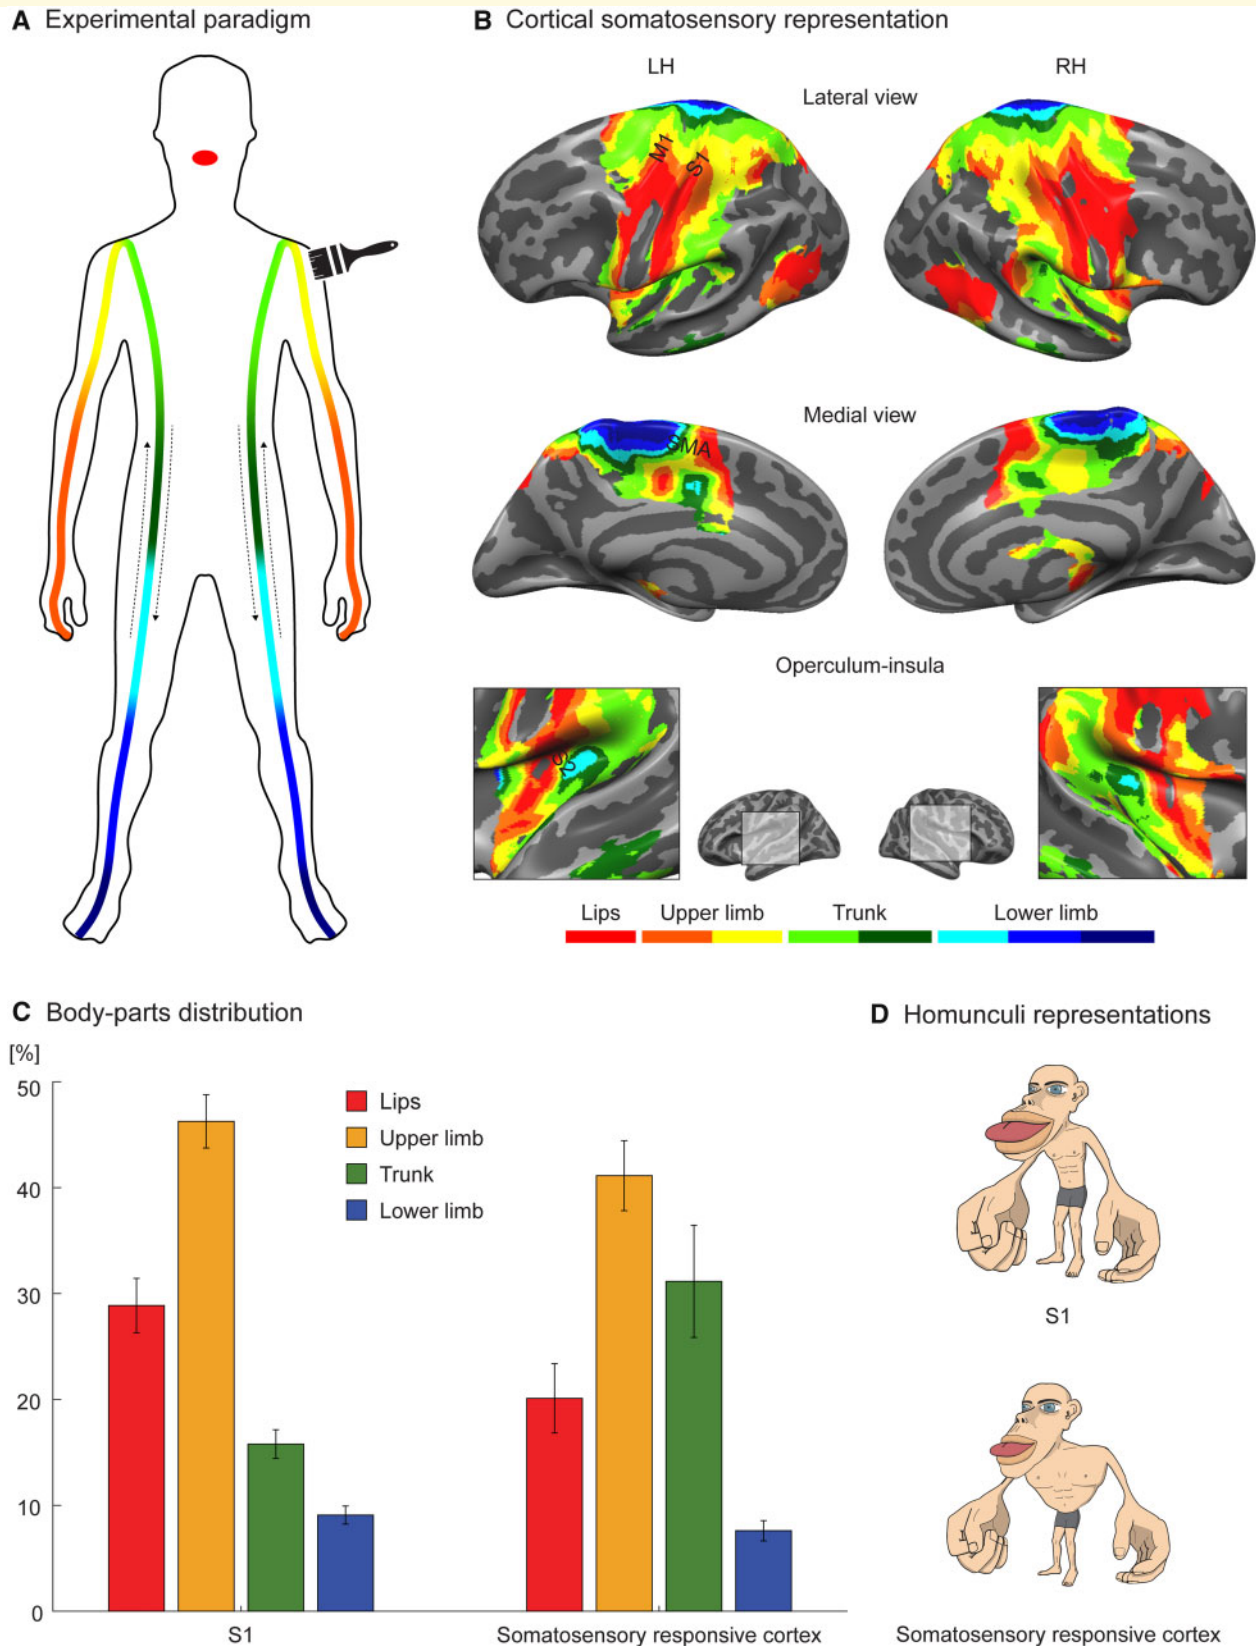 A Experimental paradigm
B Cortical somatosensory representation
LH
RH
Lateral view
M1
S1
Medial view
SMA
Operculum-insula
S2
Lips
Upper limb
Trunk
Lower limb
C Body-parts distribution
[%]
50
40
30
20
10
0
Lips
Upper limb
Trunk
Lower limb
S1
Somatosensory responsive cortex
D Homunculi representations
S1
Somatosensory responsive cortex